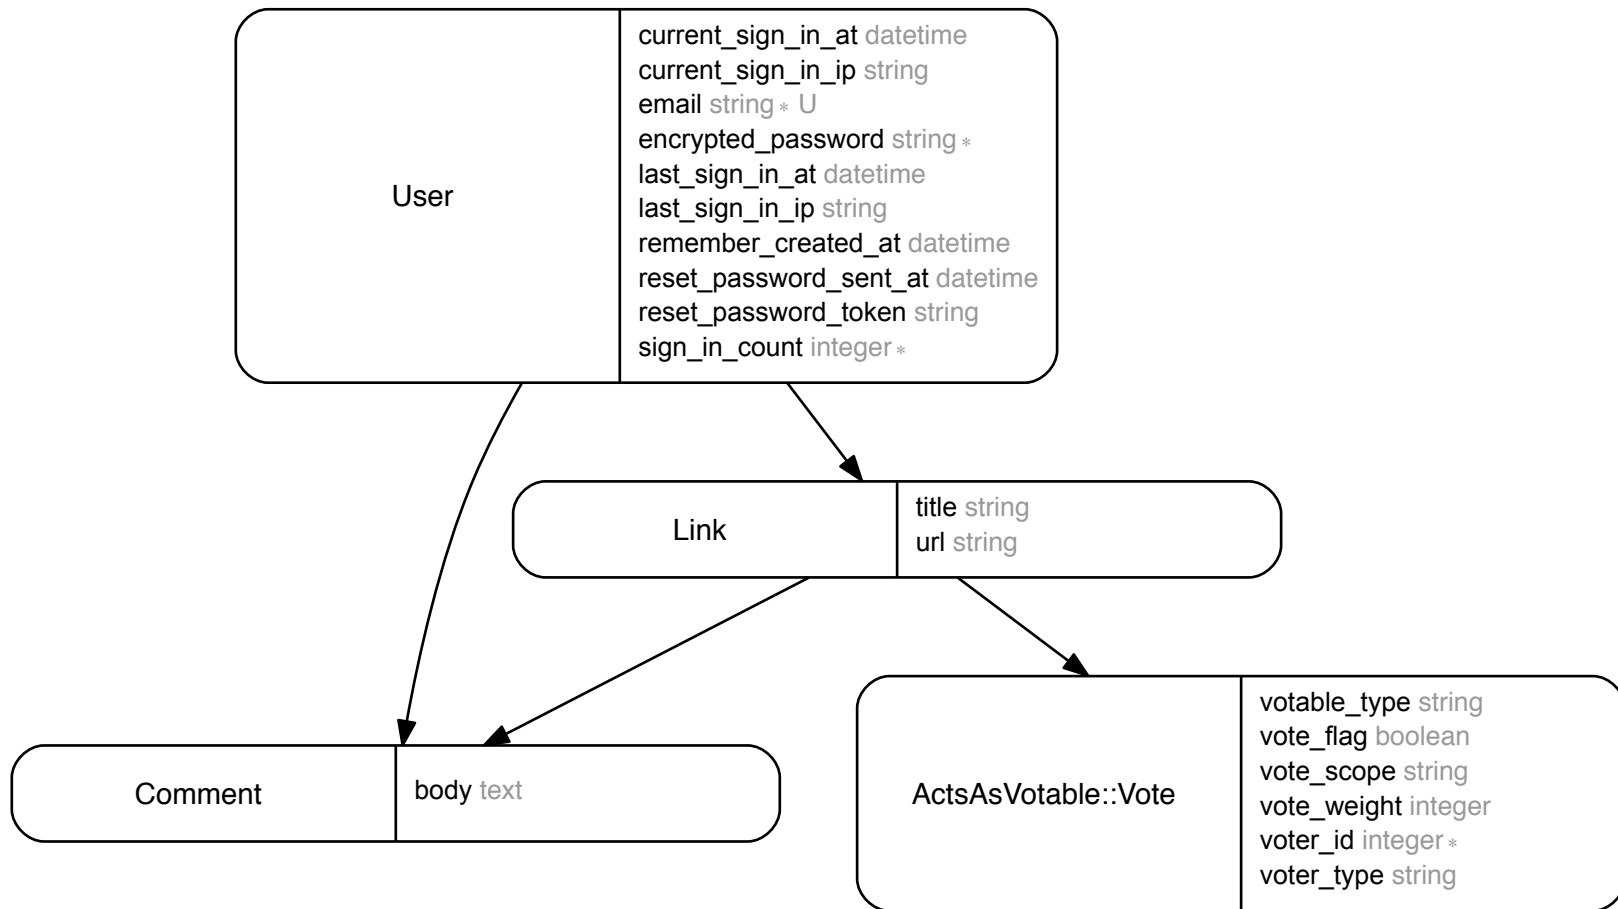 User
current_sign_in_at datetime
current_sign_in_ip string
email string * U
encrypted_password string *
last_sign_in_at datetime
last_sign_in_ip string
remember_created_at datetime
reset_password_sent_at datetime
reset_password_token string
sign_in_count integer *
Link
title string
url string
Comment
body text
ActsAsVotable::Vote
votable_type string
vote_flag boolean
vote_scope string
vote_weight integer
voter_id integer *
voter_type string